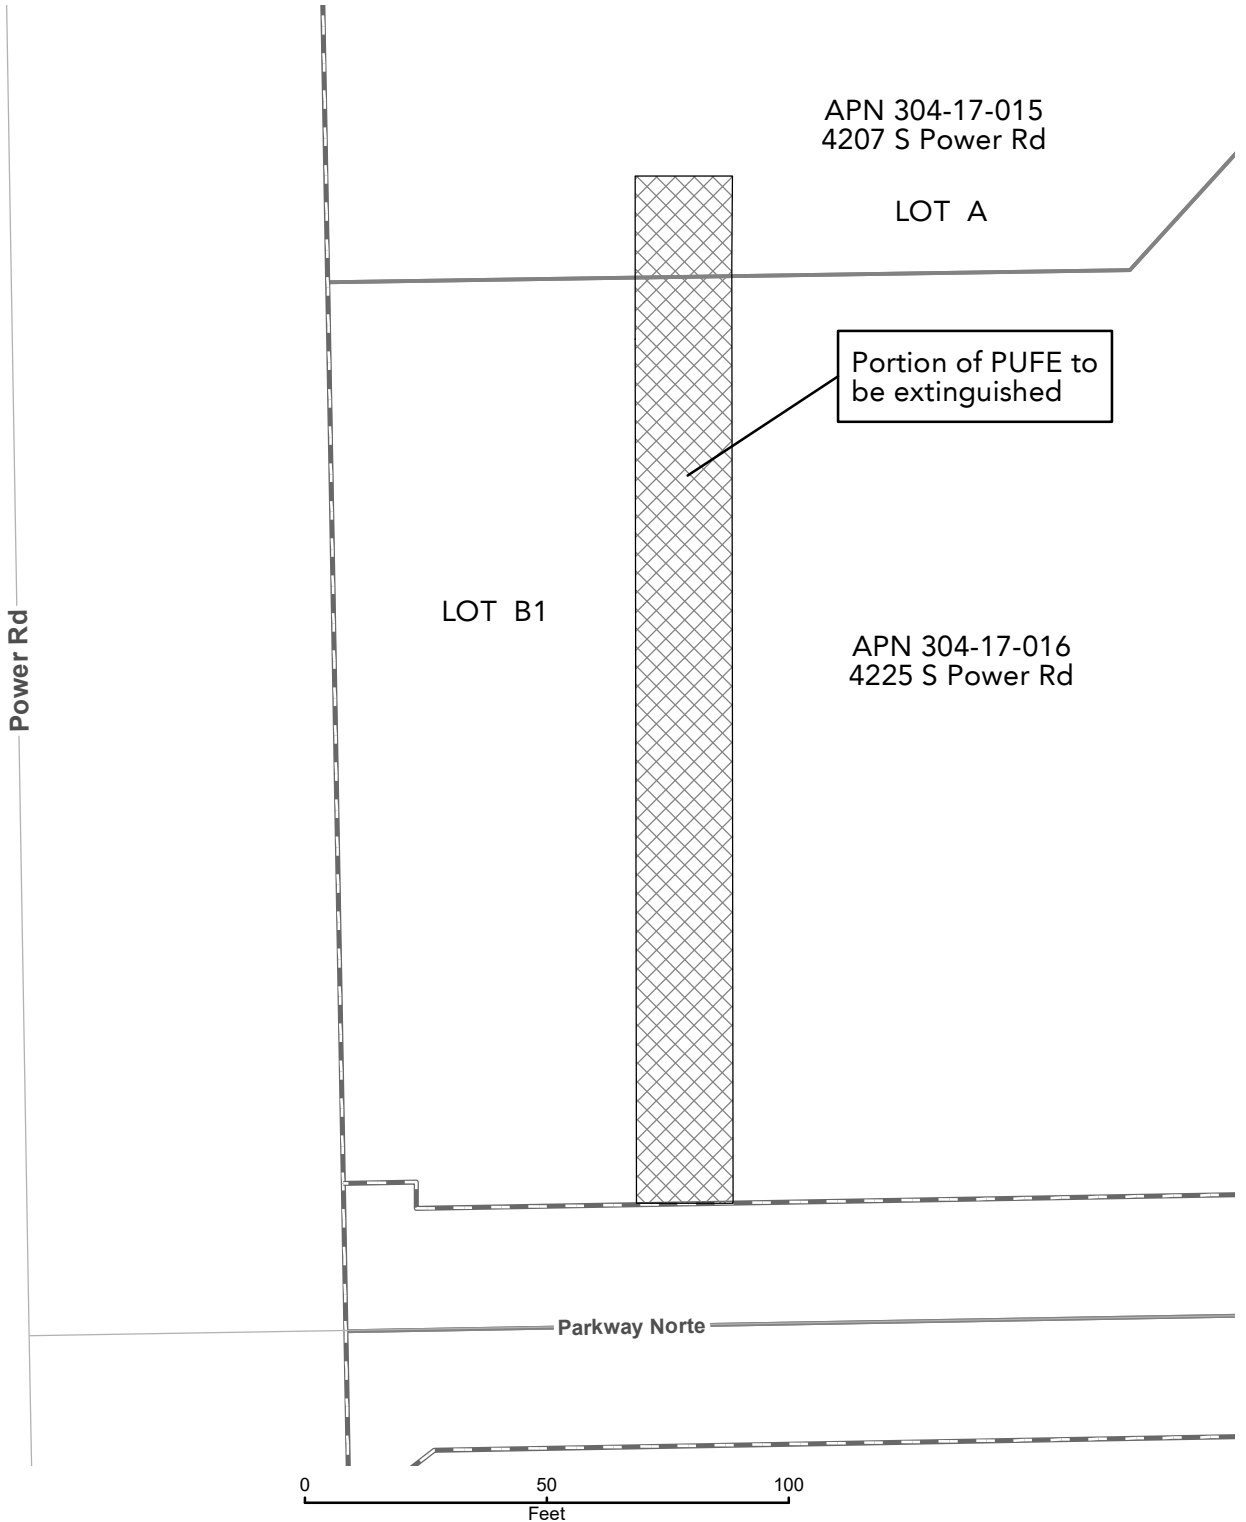 APN 304-17-015
4207 S Power Rd
LOT A
Portion of PUFE to
be extinguished
LOT B1
Power Rd
APN 304-17-016
4225 S Power Rd
Parkway Norte
0 50 100
Feet